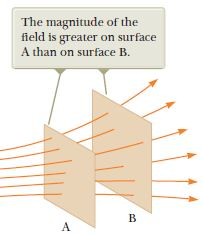 The magnitude of the
field is greater on surface
A than on surface B.
B
A